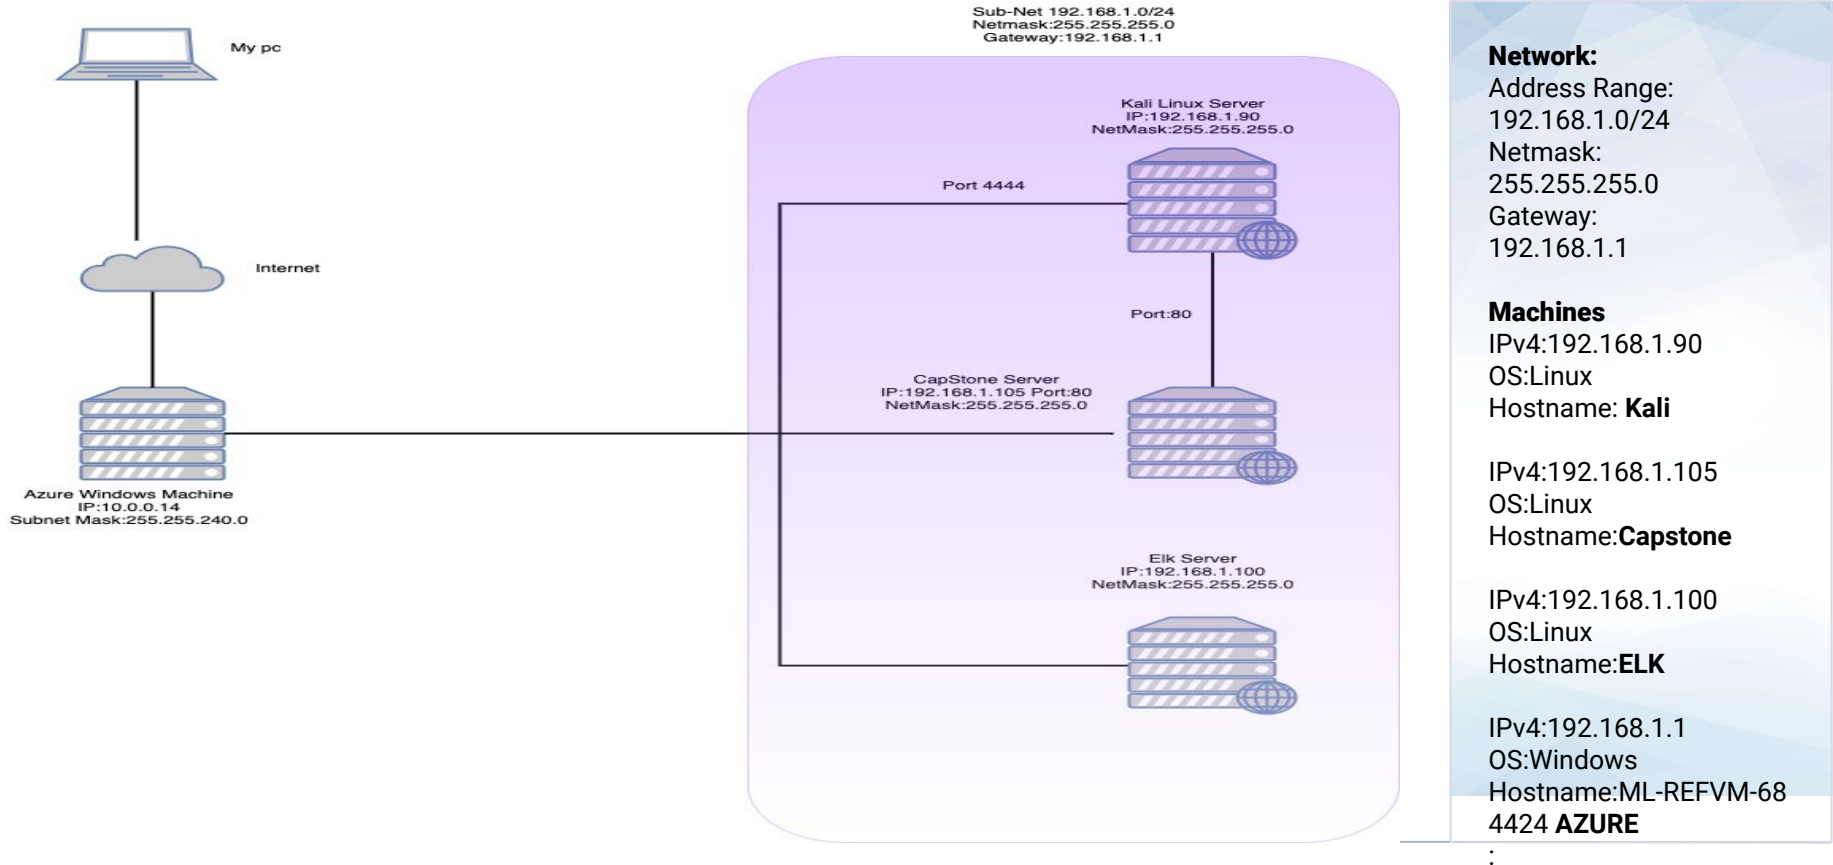 Sub-Net 192.168.1.0/24
Netmask:255.255.255.0
Gateway:192.168.1.1
My pc
Internet
Azure Windows Machine
IP:10.0.0.14
Subnet Mask:255.255.240.0
Kali Linux Server
IP:192.168.1.90
NetMask:255.255.255.0
Port 4444
Port:80
CapStone Server
IP:192.168.1.105 Port:80
NetMask:255.255.255.0
Elk Server
IP:192.168.1.100
NetMask:255.255.255.0
Network:
Address Range:
192.168.1.0/24
Netmask:
255.255.255.0
Gateway:
192.168.1.1
Machines
IPv4:192.168.1.90
OS:Linux
Hostname: Kali
IPv4:192.168.1.105
OS:Linux
Hostname:Capstone
IPv4:192.168.1.100
OS:Linux
Hostname:ELK
IPv4:192.168.1.1
OS:Windows
Hostname:ML-REFVM-68
4424 AZURE
: